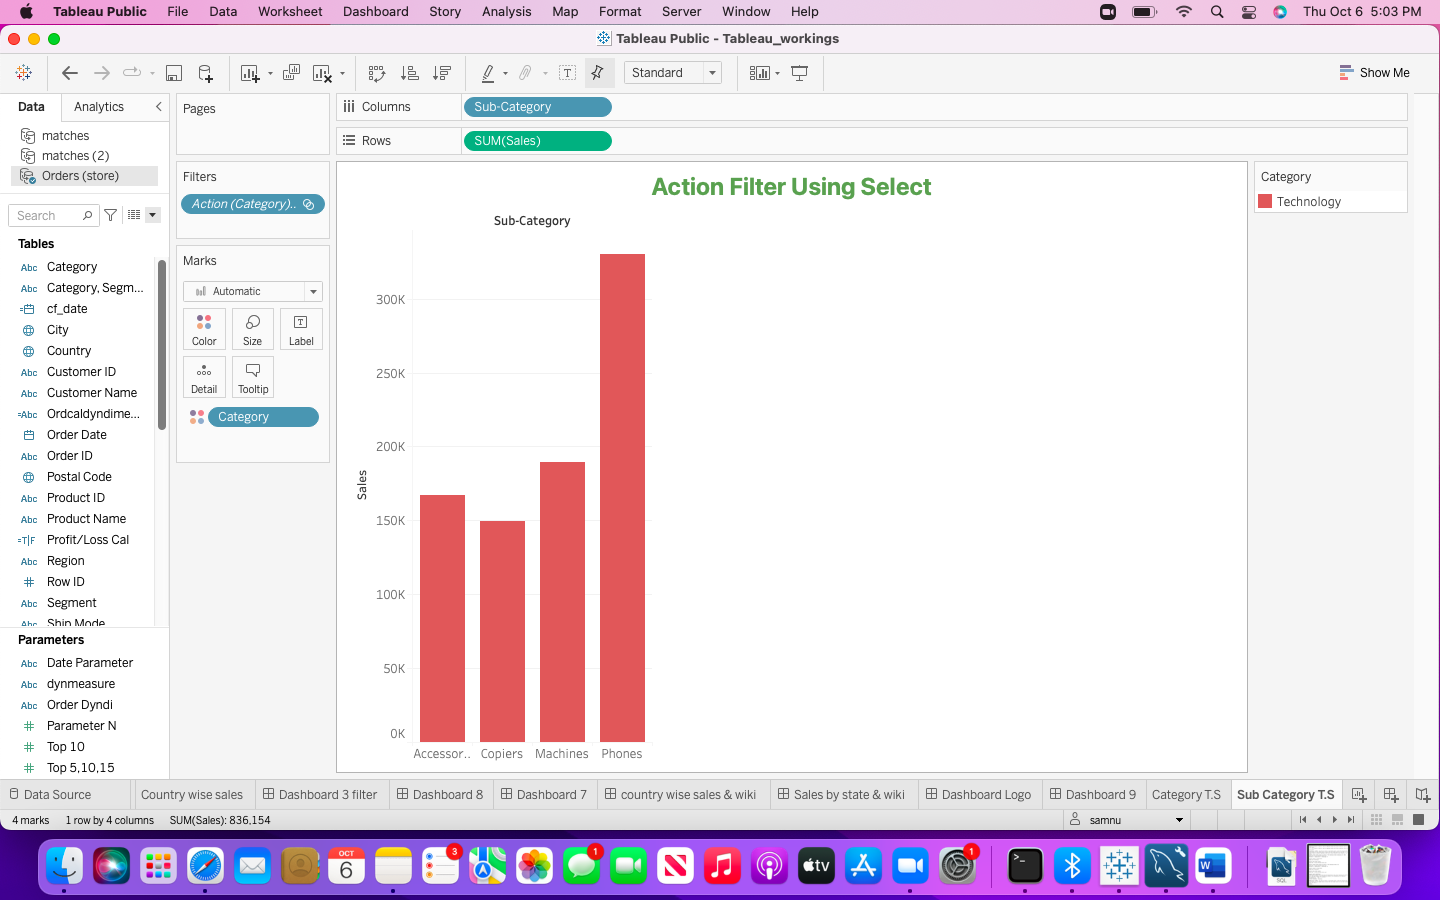 Tableau Public File Data Worksheet Dashboard Story Analysis Map Format Server Window Help Thu Oct 6 5:03 PM
Tableau Public - Tableau_workings
Standard Show Me
Data Analytics
matches
matches (2)
Orders (store)
Search
Tables
Abc Category
Abc Category, Segm...
cf_date
City
Country
Abc Customer ID
Abc Customer Name
=Abc Ordcaldyndime...
Order Date
Abc Order ID
Postal Code
Abc Product ID
Abc Product Name
=T|F Profit/Loss Cal
Abc Region
# Row ID
Abc Segment
Abc Ship Mode
Parameters
Abc Date Parameter
Abc dynmeasure
Abc Order Dyndi
# Parameter N
# Top 10
# Top 5,10,15
Pages
Filters
Action (Category)..
Marks
Automatic
Color Size Label
Detail Tooltip
Category
Columns Sub-Category
Rows SUM(Sales)
Action Filter Using Select
Sub-Category
Sales
300K
250K
200K
150K
100K
50K
0K
Accessor.. Copiers Machines Phones
Category
Technology
Data Source Country wise sales Dashboard 3 filter Dashboard 8 Dashboard 7 country wise sales & wiki Sales by state & wiki Dashboard Logo Dashboard 9 Category T.S Sub Category T.S
4 marks 1 row by 4 columns SUM(Sales): 836,154 samnu
OCT
6
3
1
tv
1
>_
W
SQL